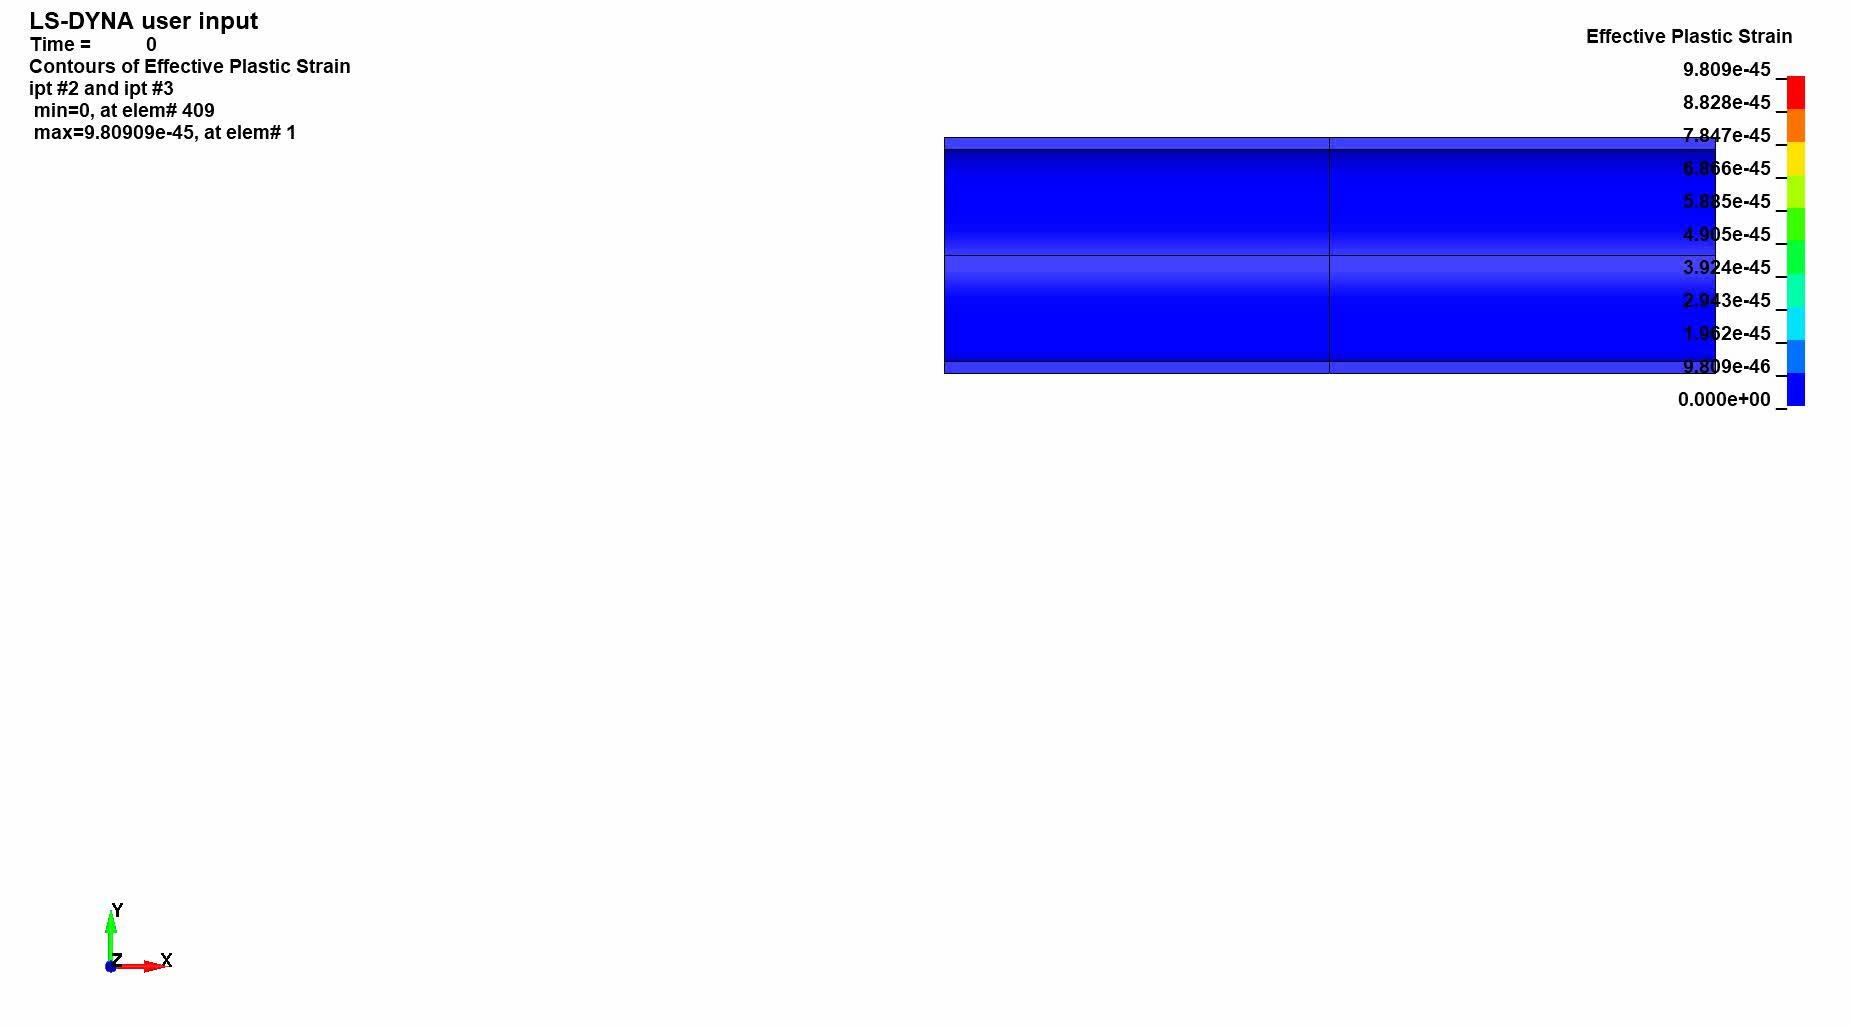 LS-DYNA user input
Time = 0
Contours of Effective Plastic Strain
ipt #2 and ipt #3
min=0, at elem# 409
max=9.80909e-45, at elem# 1
Effective Plastic Strain
9.809e-45
8.828e-45
7.847e-45
6.866e-45
5.885e-45
4.905e-45
3.924e-45
2.943e-45
1.962e-45
9.809e-46
0.000e+00
Y
Z X